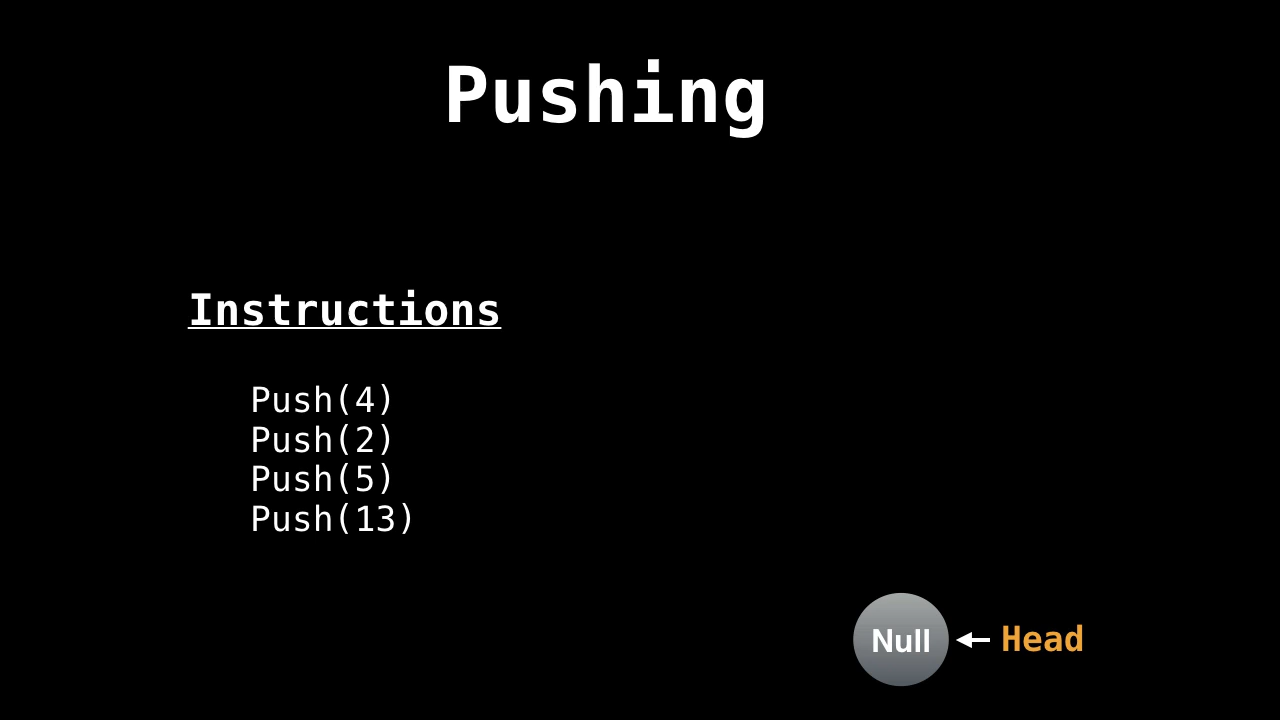 Pushing
Instructions
Push(4)
Push(2)
Push(5)
Push(13)
Null
Head